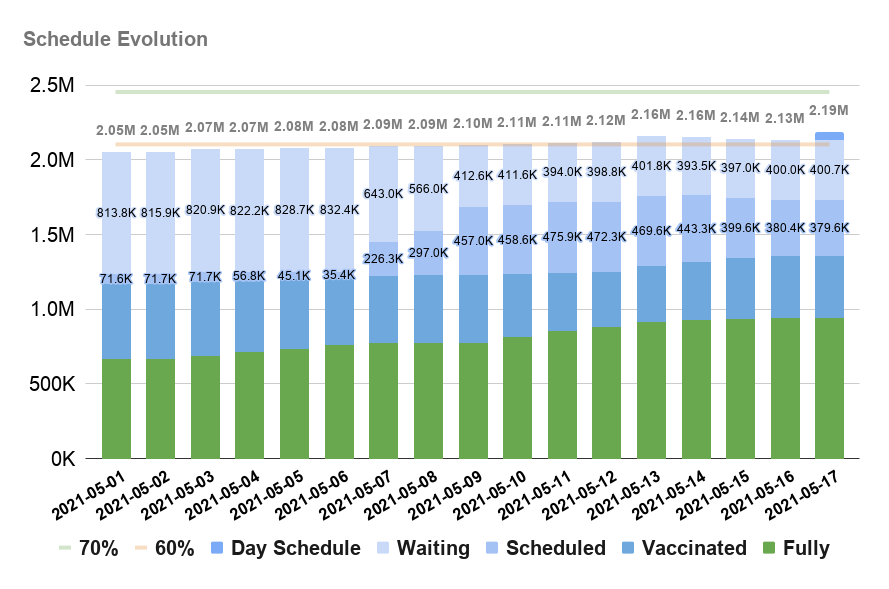 Schedule Evolution
2.5M
2.0M
1.5M
1.0M
500K
0K
2.05M 2.05M 2.07M 2.07M 2.08M 2.08M 2.09M 2.09M 2.10M 2.11M 2.11M 2.12M 2.16M 2.16M 2.14M 2.13M 2.19M
813.8K 815.9K 820.9K 822.2K 828.7K 832.4K 643.0K 566.0K 412.6K 411.6K 394.0K 398.8K 401.8K 393.5K 397.0K 400.0K 400.7K
71.6K 71.7K 71.7K 56.8K 45.1K 35.4K 226.3K 297.0K 457.0K 458.6K 475.9K 472.3K 469.6K 443.3K 399.6K 380.4K 379.6K
2021-05-01 2021-05-02 2021-05-03 2021-05-04 2021-05-05 2021-05-06 2021-05-07 2021-05-08 2021-05-09 2021-05-10 2021-05-11 2021-05-12 2021-05-13 2021-05-14 2021-05-15 2021-05-16 2021-05-17
70% 60% Day Schedule Waiting Scheduled Vaccinated Fully